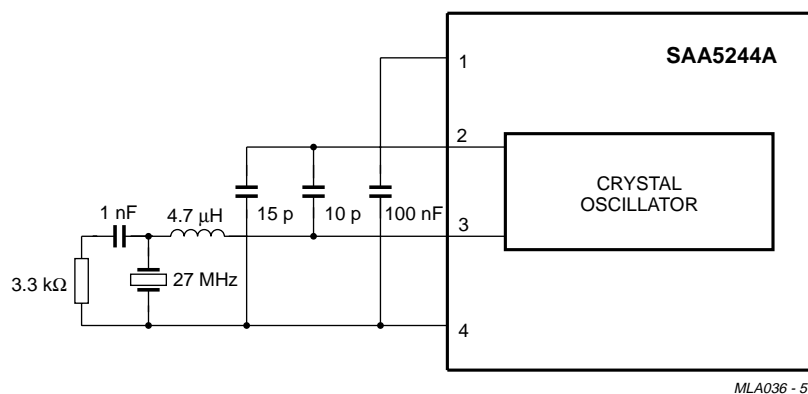 SAA5244A
1
2
CRYSTAL
OSCILLATOR
15 p
10 p
100 nF
1 nF
4.7 μH
3
3.3 kΩ
27 MHz
4
MLA036 - 5